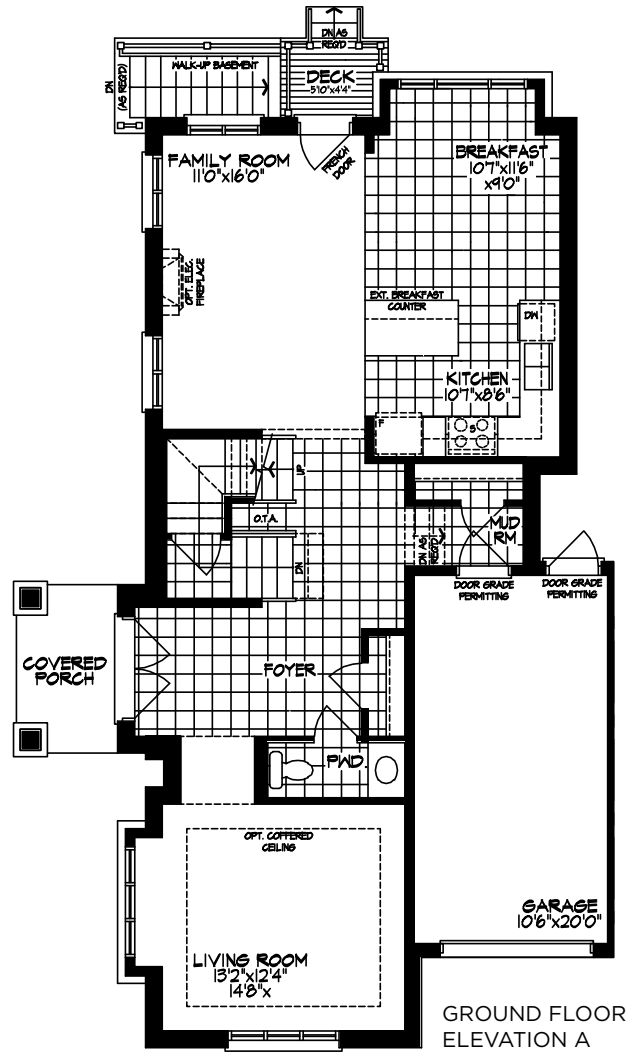 DN AS
REQ'D
WALK-UP BASEMENT
DN
(AS REQ'D)
DECK
5'10"x4'4"
FAMILY ROOM
11'0"x16'0"
FRENCH
DOOR
BREAKFAST
10'7"x11'6"
x9'0"
OPT. ELEC.
FIREPLACE
EXT. BREAKFAST
COUNTER
DW
KITCHEN
10'7"x8'6"
F
S
UP
O.T.A.
MUD
RM
DN AS
REQ'D
DN
DOOR GRADE
PERMITTING
DOOR GRADE
PERMITTING
COVERED
PORCH
FOYER
PWD.
OPT. COFFERED
CEILING
GARAGE
10'6"x20'0"
LIVING ROOM
13'2"x12'4"
14'8"x
GROUND FLOOR
ELEVATION A